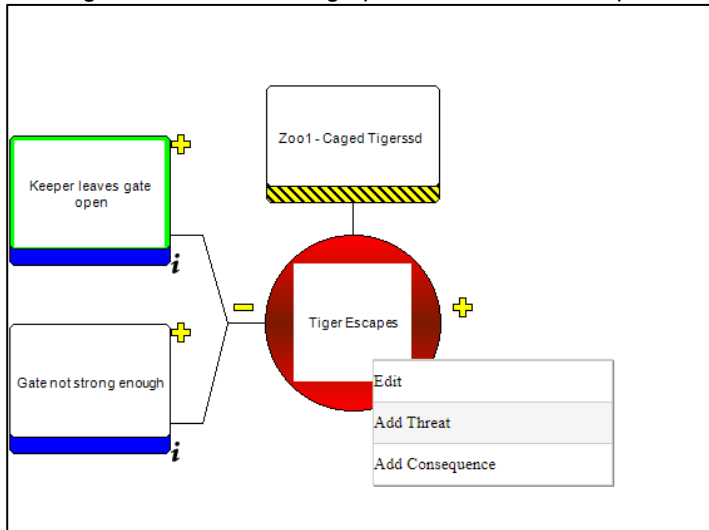 Zoo1 - Caged Tigerssd
Keeper leaves gate
open
Tiger Escapes
Gate not strong enough
i
i
Edit
Add Threat
Add Consequence